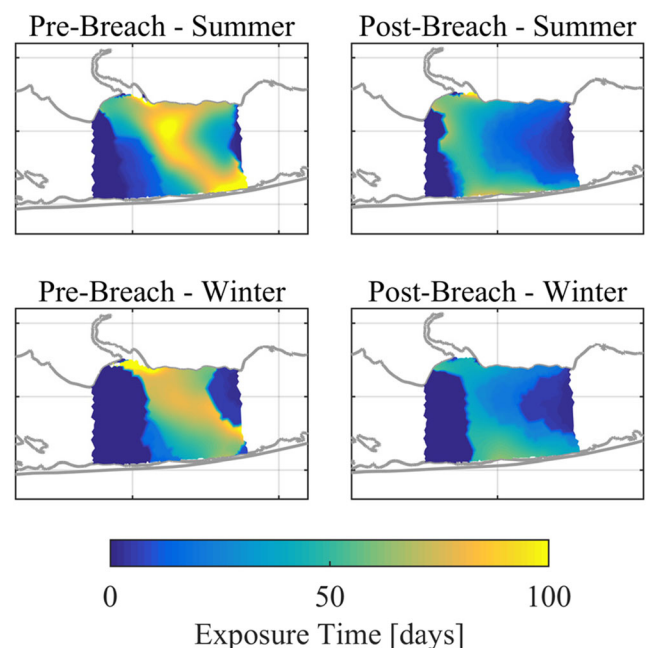 Pre-Breach - Summer
Post-Breach - Summer
Pre-Breach - Winter
Post-Breach - Winter
0 50 100
Exposure Time [days]